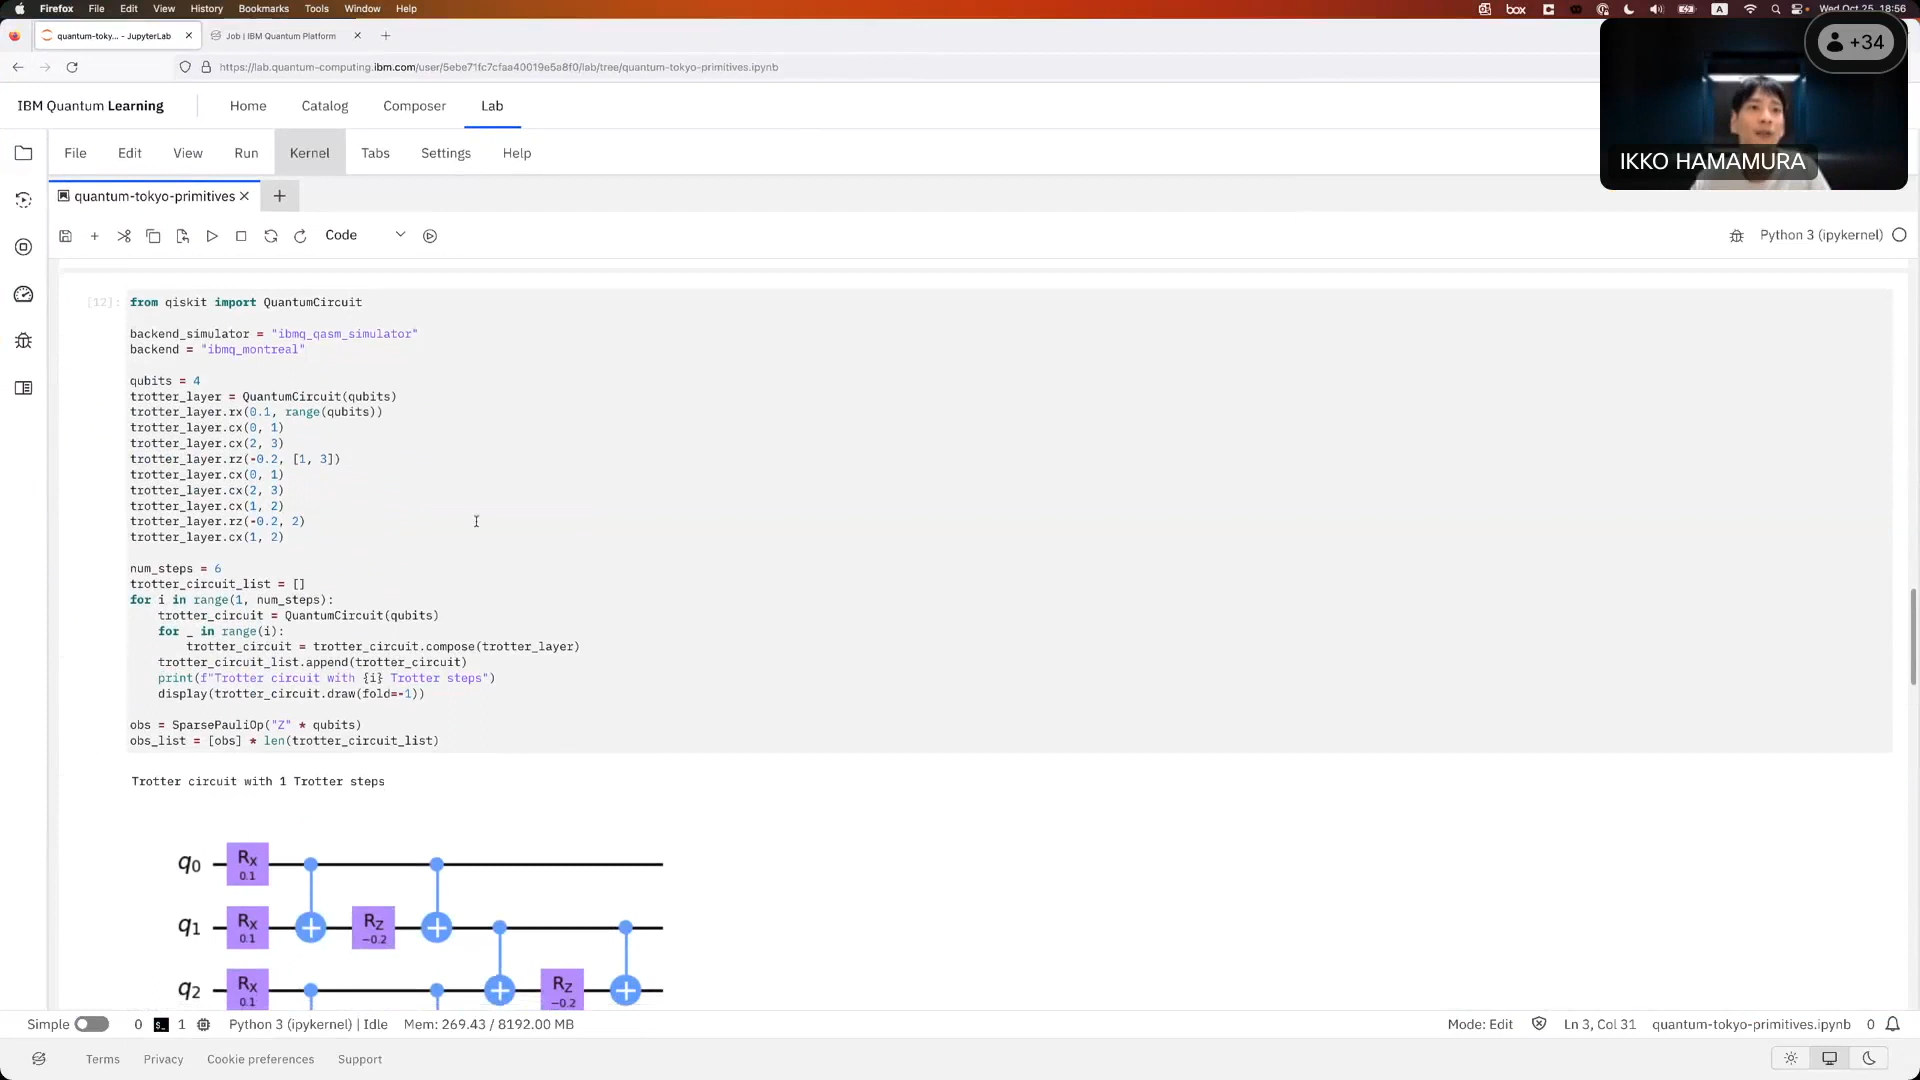 Firefox File Edit View History Bookmarks Tools Window Help
box A Wed Oct 25 18:56
quantum-toky... - JupyterLab Job | IBM Quantum Platform
https://lab.quantum-computing.ibm.com/user/5ebe71fc7cfaa40019e5a8f0/lab/tree/quantum-tokyo-primitives.ipynb
+34
IKKO HAMAMURA
IBM Quantum Learning Home Catalog Composer Lab
File Edit View Run Kernel Tabs Settings Help
quantum-tokyo-primitives
Code
Python 3 (ipykernel)
[12]: from qiskit import QuantumCircuit
backend_simulator = "ibmq_qasm_simulator"
backend = "ibmq_montreal"
qubits = 4
trotter_layer = QuantumCircuit(qubits)
trotter_layer.rx(0.1, range(qubits))
trotter_layer.cx(0, 1)
trotter_layer.cx(2, 3)
trotter_layer.rz(-0.2, [1, 3])
trotter_layer.cx(0, 1)
trotter_layer.cx(2, 3)
trotter_layer.cx(1, 2)
trotter_layer.rz(-0.2, 2)
trotter_layer.cx(1, 2)
num_steps = 6
trotter_circuit_list = []
for i in range(1, num_steps):
trotter_circuit = QuantumCircuit(qubits)
for _ in range(i):
trotter_circuit = trotter_circuit.compose(trotter_layer)
trotter_circuit_list.append(trotter_circuit)
print(f"Trotter circuit with {i} Trotter steps")
display(trotter_circuit.draw(fold=-1))
obs = SparsePauliOp("Z" * qubits)
obs_list = [obs] * len(trotter_circuit_list)
Trotter circuit with 1 Trotter steps
q0 RX 0.1
q1 RX 0.1 RZ −0.2
q2 RX 0.1 RZ −0.2
Simple 0 1 Python 3 (ipykernel) | Idle Mem: 269.43 / 8192.00 MB
Mode: Edit Ln 3, Col 31 quantum-tokyo-primitives.ipynb 0
Terms Privacy Cookie preferences Support